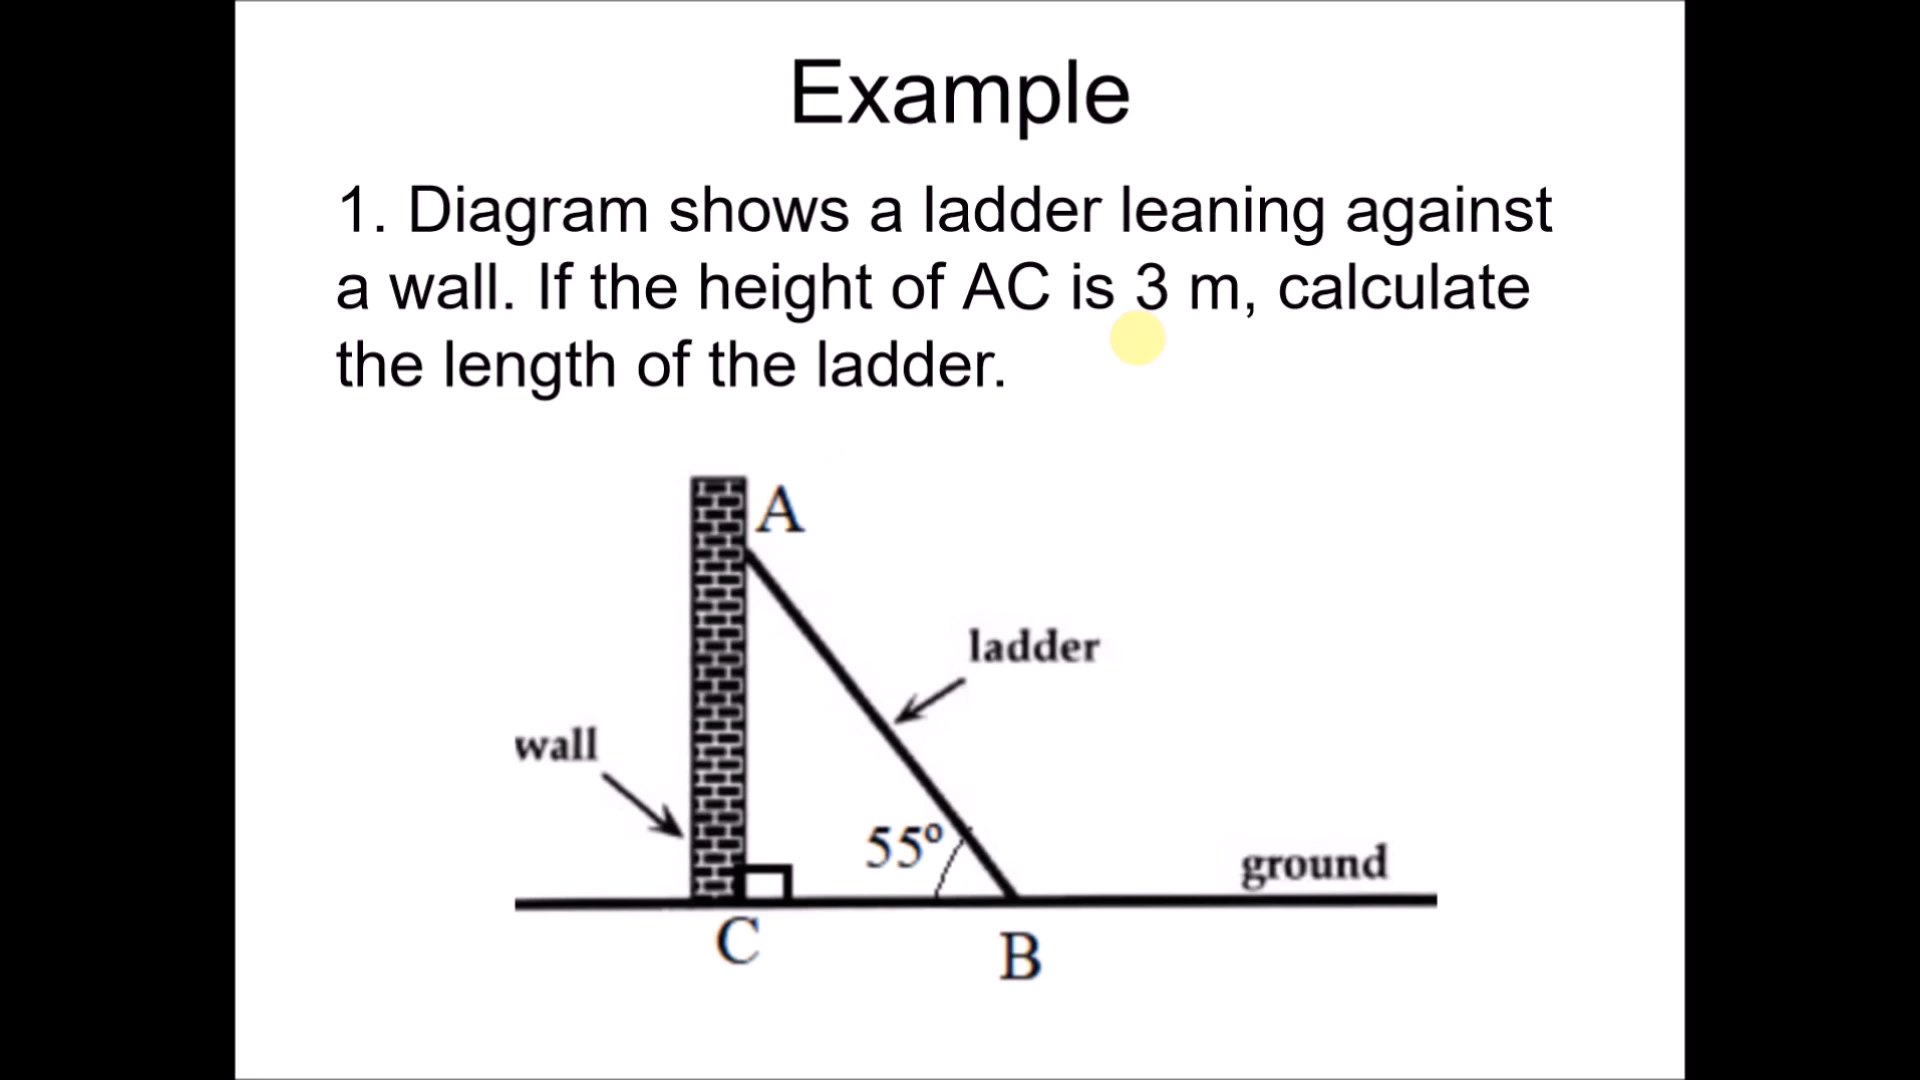 Example
1. Diagram shows a ladder leaning against
a wall. If the height of AC is 3 m, calculate
the length of the ladder.
A
ladder
wall
55º
ground
C
B